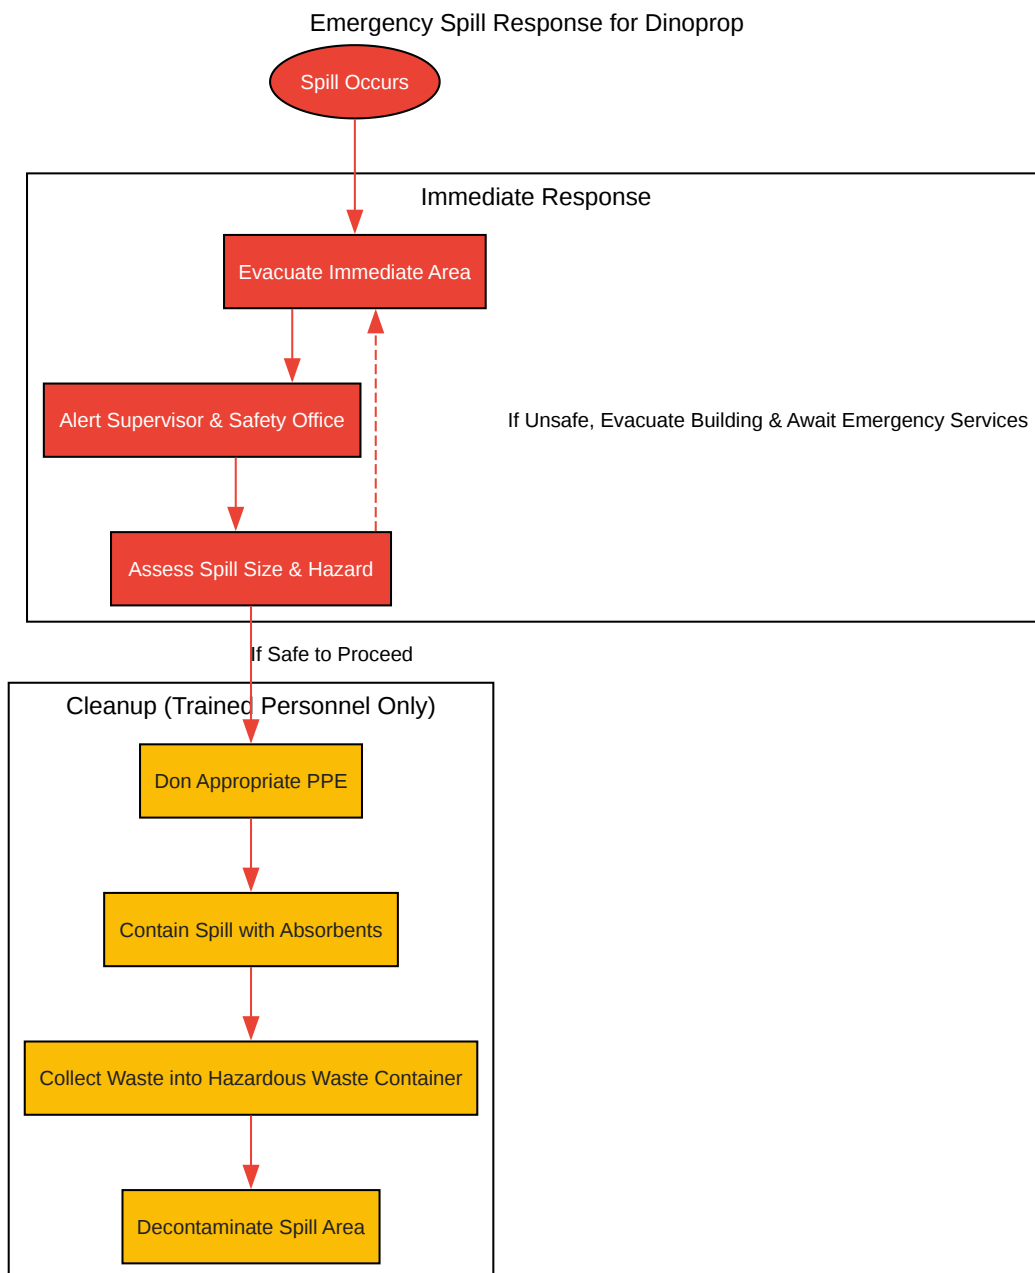 Emergency Spill Response for Dinoprop
Spill Occurs
Immediate Response
Evacuate Immediate Area
Alert Supervisor & Safety Office
If Unsafe, Evacuate Building & Await Emergency Services
Assess Spill Size & Hazard
If Safe to Proceed
Cleanup (Trained Personnel Only)
Don Appropriate PPE
Contain Spill with Absorbents
Collect Waste into Hazardous Waste Container
Decontaminate Spill Area